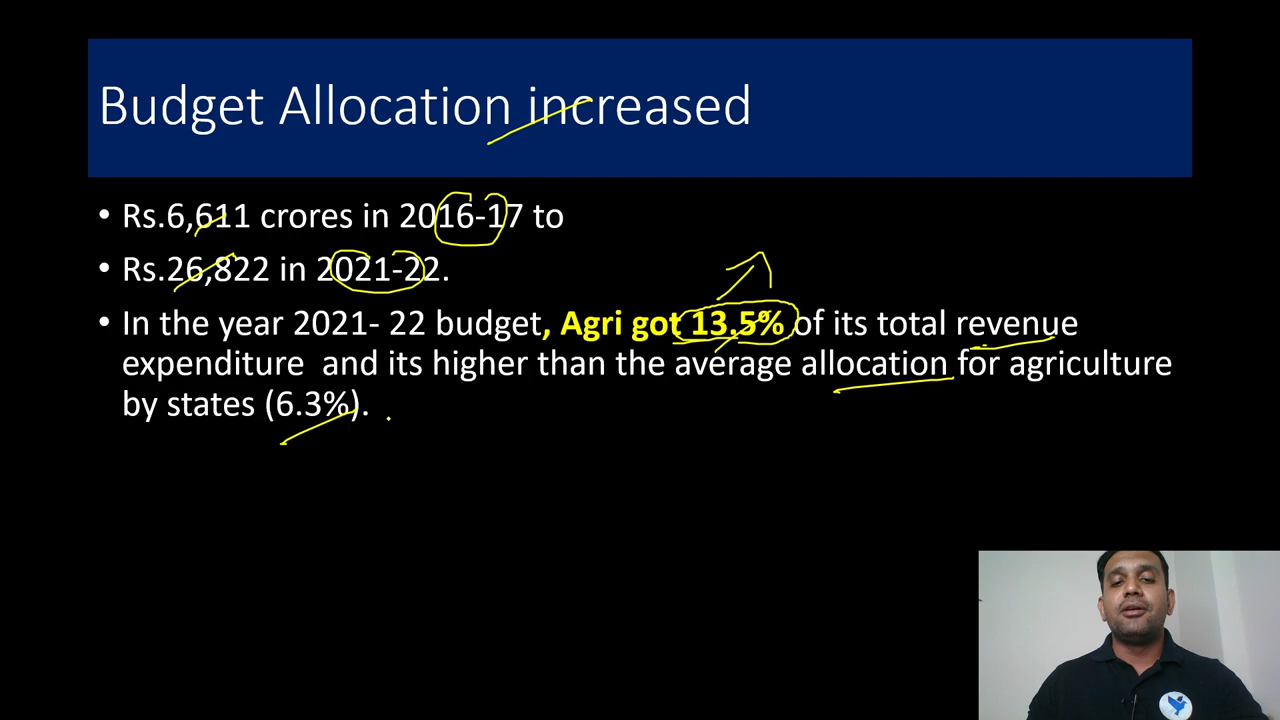 Budget Allocation increased
• Rs.6,611 crores in 2016-17 to
• Rs.26,822 in 2021-22.
• In the year 2021- 22 budget, Agri got 13.5% of its total revenue
expenditure and its higher than the average allocation for agriculture
by states (6.3%).